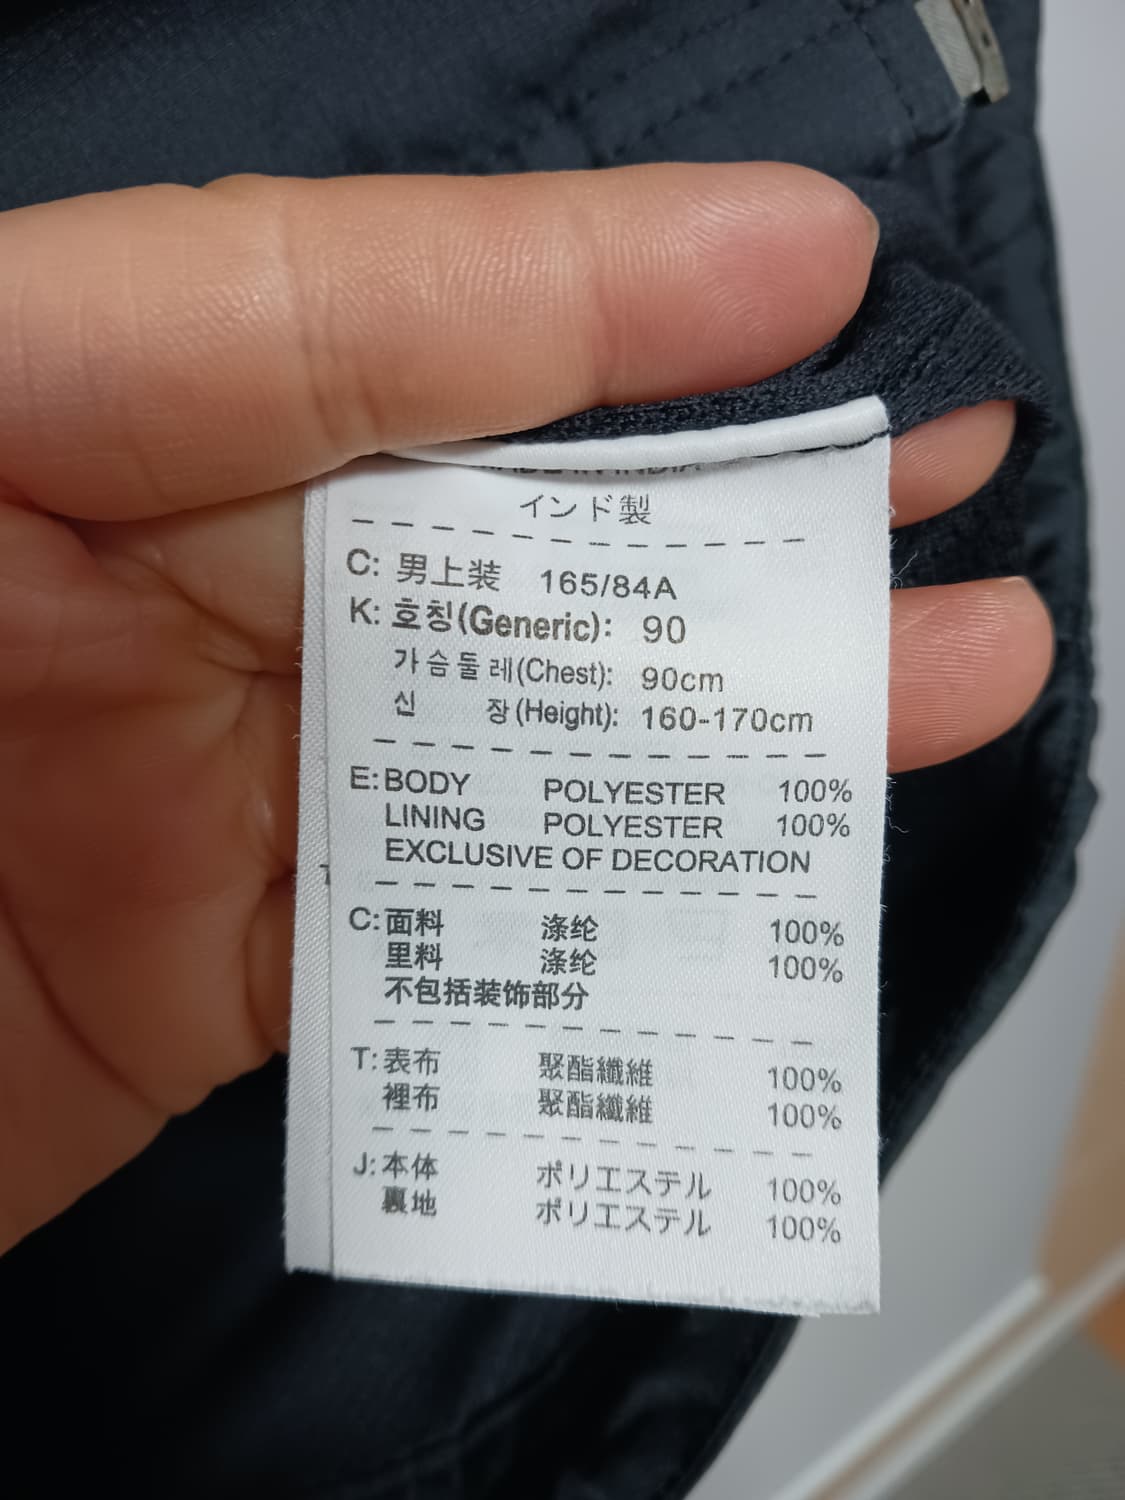 MADE IN INDIA
インド製
C: 男上装 165/84A
K: 호칭(Generic): 90
가슴둘레(Chest): 90cm
신 장(Height): 160-170cm
E: BODY POLYESTER 100%
LINING POLYESTER 100%
EXCLUSIVE OF DECORATION
C: 面料 涤纶 100%
里料 涤纶 100%
不包括装饰部分
T: 表布 聚酯纖維 100%
裡布 聚酯纖維 100%
J: 本体 ポリエステル 100%
裏地 ポリエステル 100%